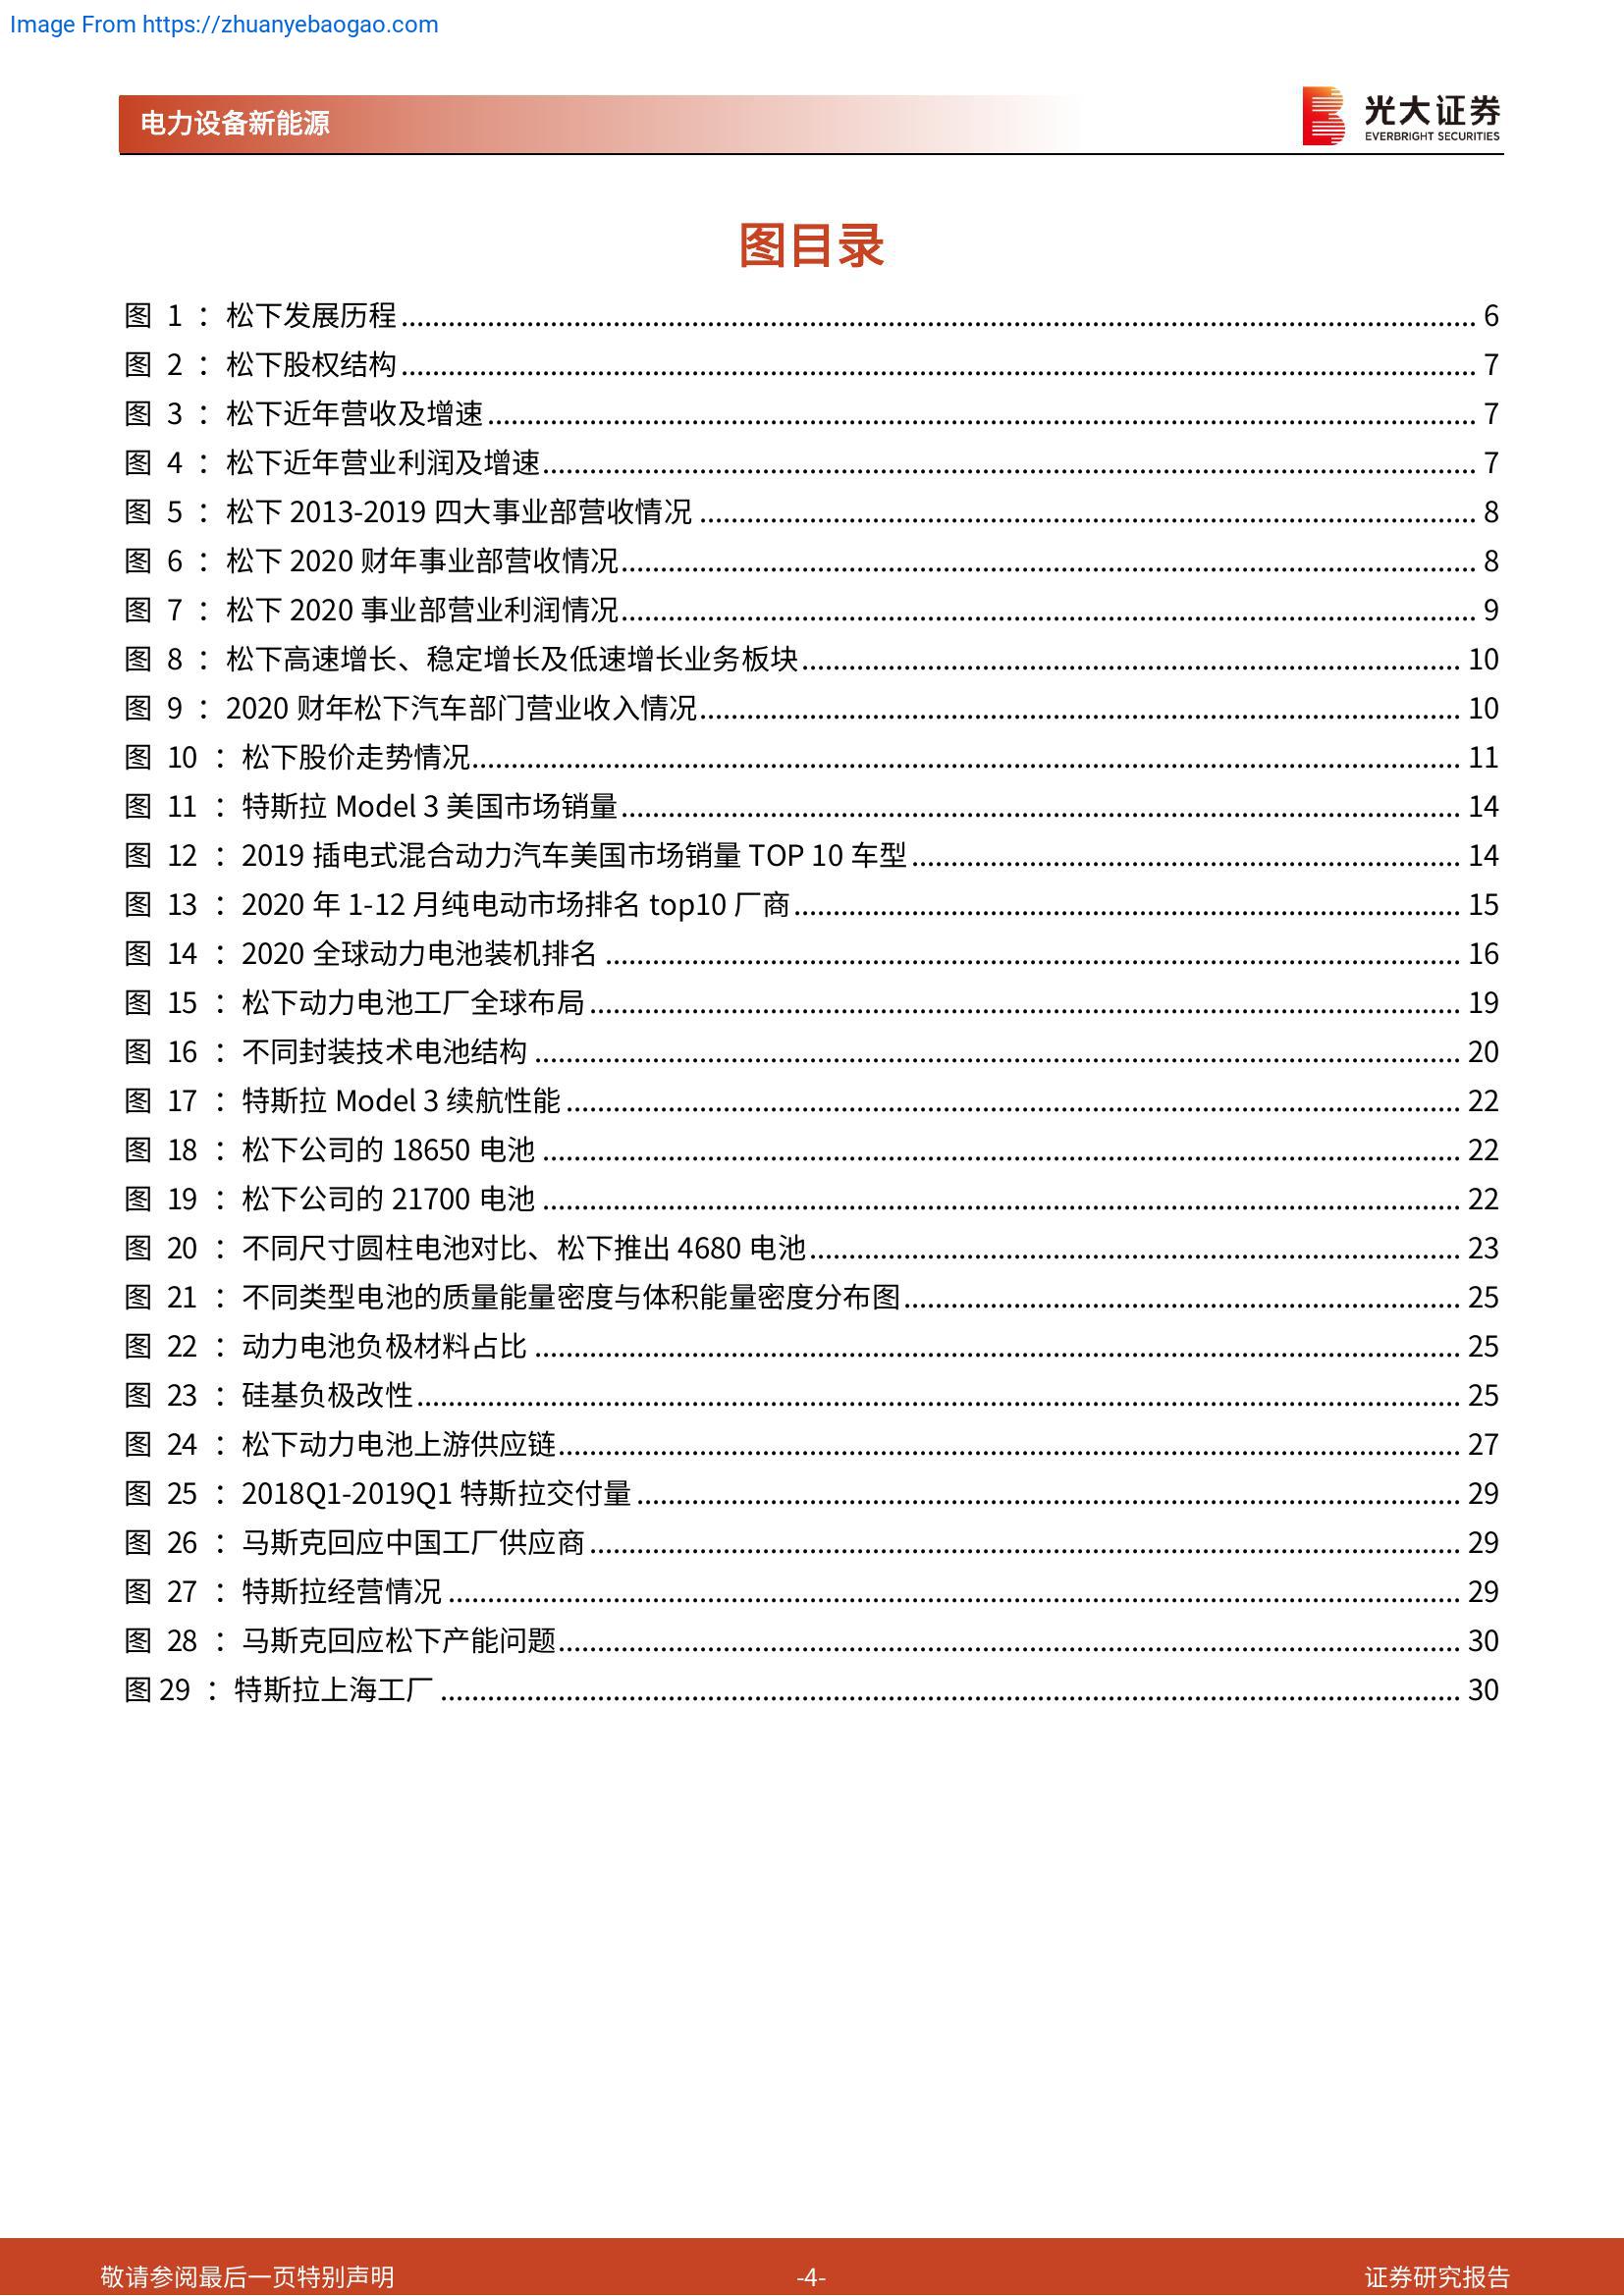 Image From https://zhuanyebaogao.com
电力设备新能源
光大证券
EVERBRIGHT SECURITIES
图目录
图 1 ：松下发展历程 6
图 2 ：松下股权结构 7
图 3 ：松下近年营收及增速 7
图 4 ：松下近年营业利润及增速 7
图 5 ：松下 2013-2019 四大事业部营收情况 8
图 6 ：松下 2020 财年事业部营收情况 8
图 7 ：松下 2020 事业部营业利润情况 9
图 8 ：松下高速增长、稳定增长及低速增长业务板块 10
图 9 ：2020 财年松下汽车部门营业收入情况 10
图 10 ：松下股价走势情况 11
图 11 ：特斯拉 Model 3 美国市场销量 14
图 12 ：2019 插电式混合动力汽车美国市场销量 TOP 10 车型 14
图 13 ：2020 年 1-12 月纯电动市场排名 top10 厂商 15
图 14 ：2020 全球动力电池装机排名 16
图 15 ：松下动力电池工厂全球布局 19
图 16 ：不同封装技术电池结构 20
图 17 ：特斯拉 Model 3 续航性能 22
图 18 ：松下公司的 18650 电池 22
图 19 ：松下公司的 21700 电池 22
图 20 ：不同尺寸圆柱电池对比、松下推出 4680 电池 23
图 21 ：不同类型电池的质量能量密度与体积能量密度分布图 25
图 22 ：动力电池负极材料占比 25
图 23 ：硅基负极改性 25
图 24 ：松下动力电池上游供应链 27
图 25 ：2018Q1-2019Q1 特斯拉交付量 29
图 26 ：马斯克回应中国工厂供应商 29
图 27 ：特斯拉经营情况 29
图 28 ：马斯克回应松下产能问题 30
图 29 ：特斯拉上海工厂 30
敬请参阅最后一页特别声明 -4- 证券研究报告